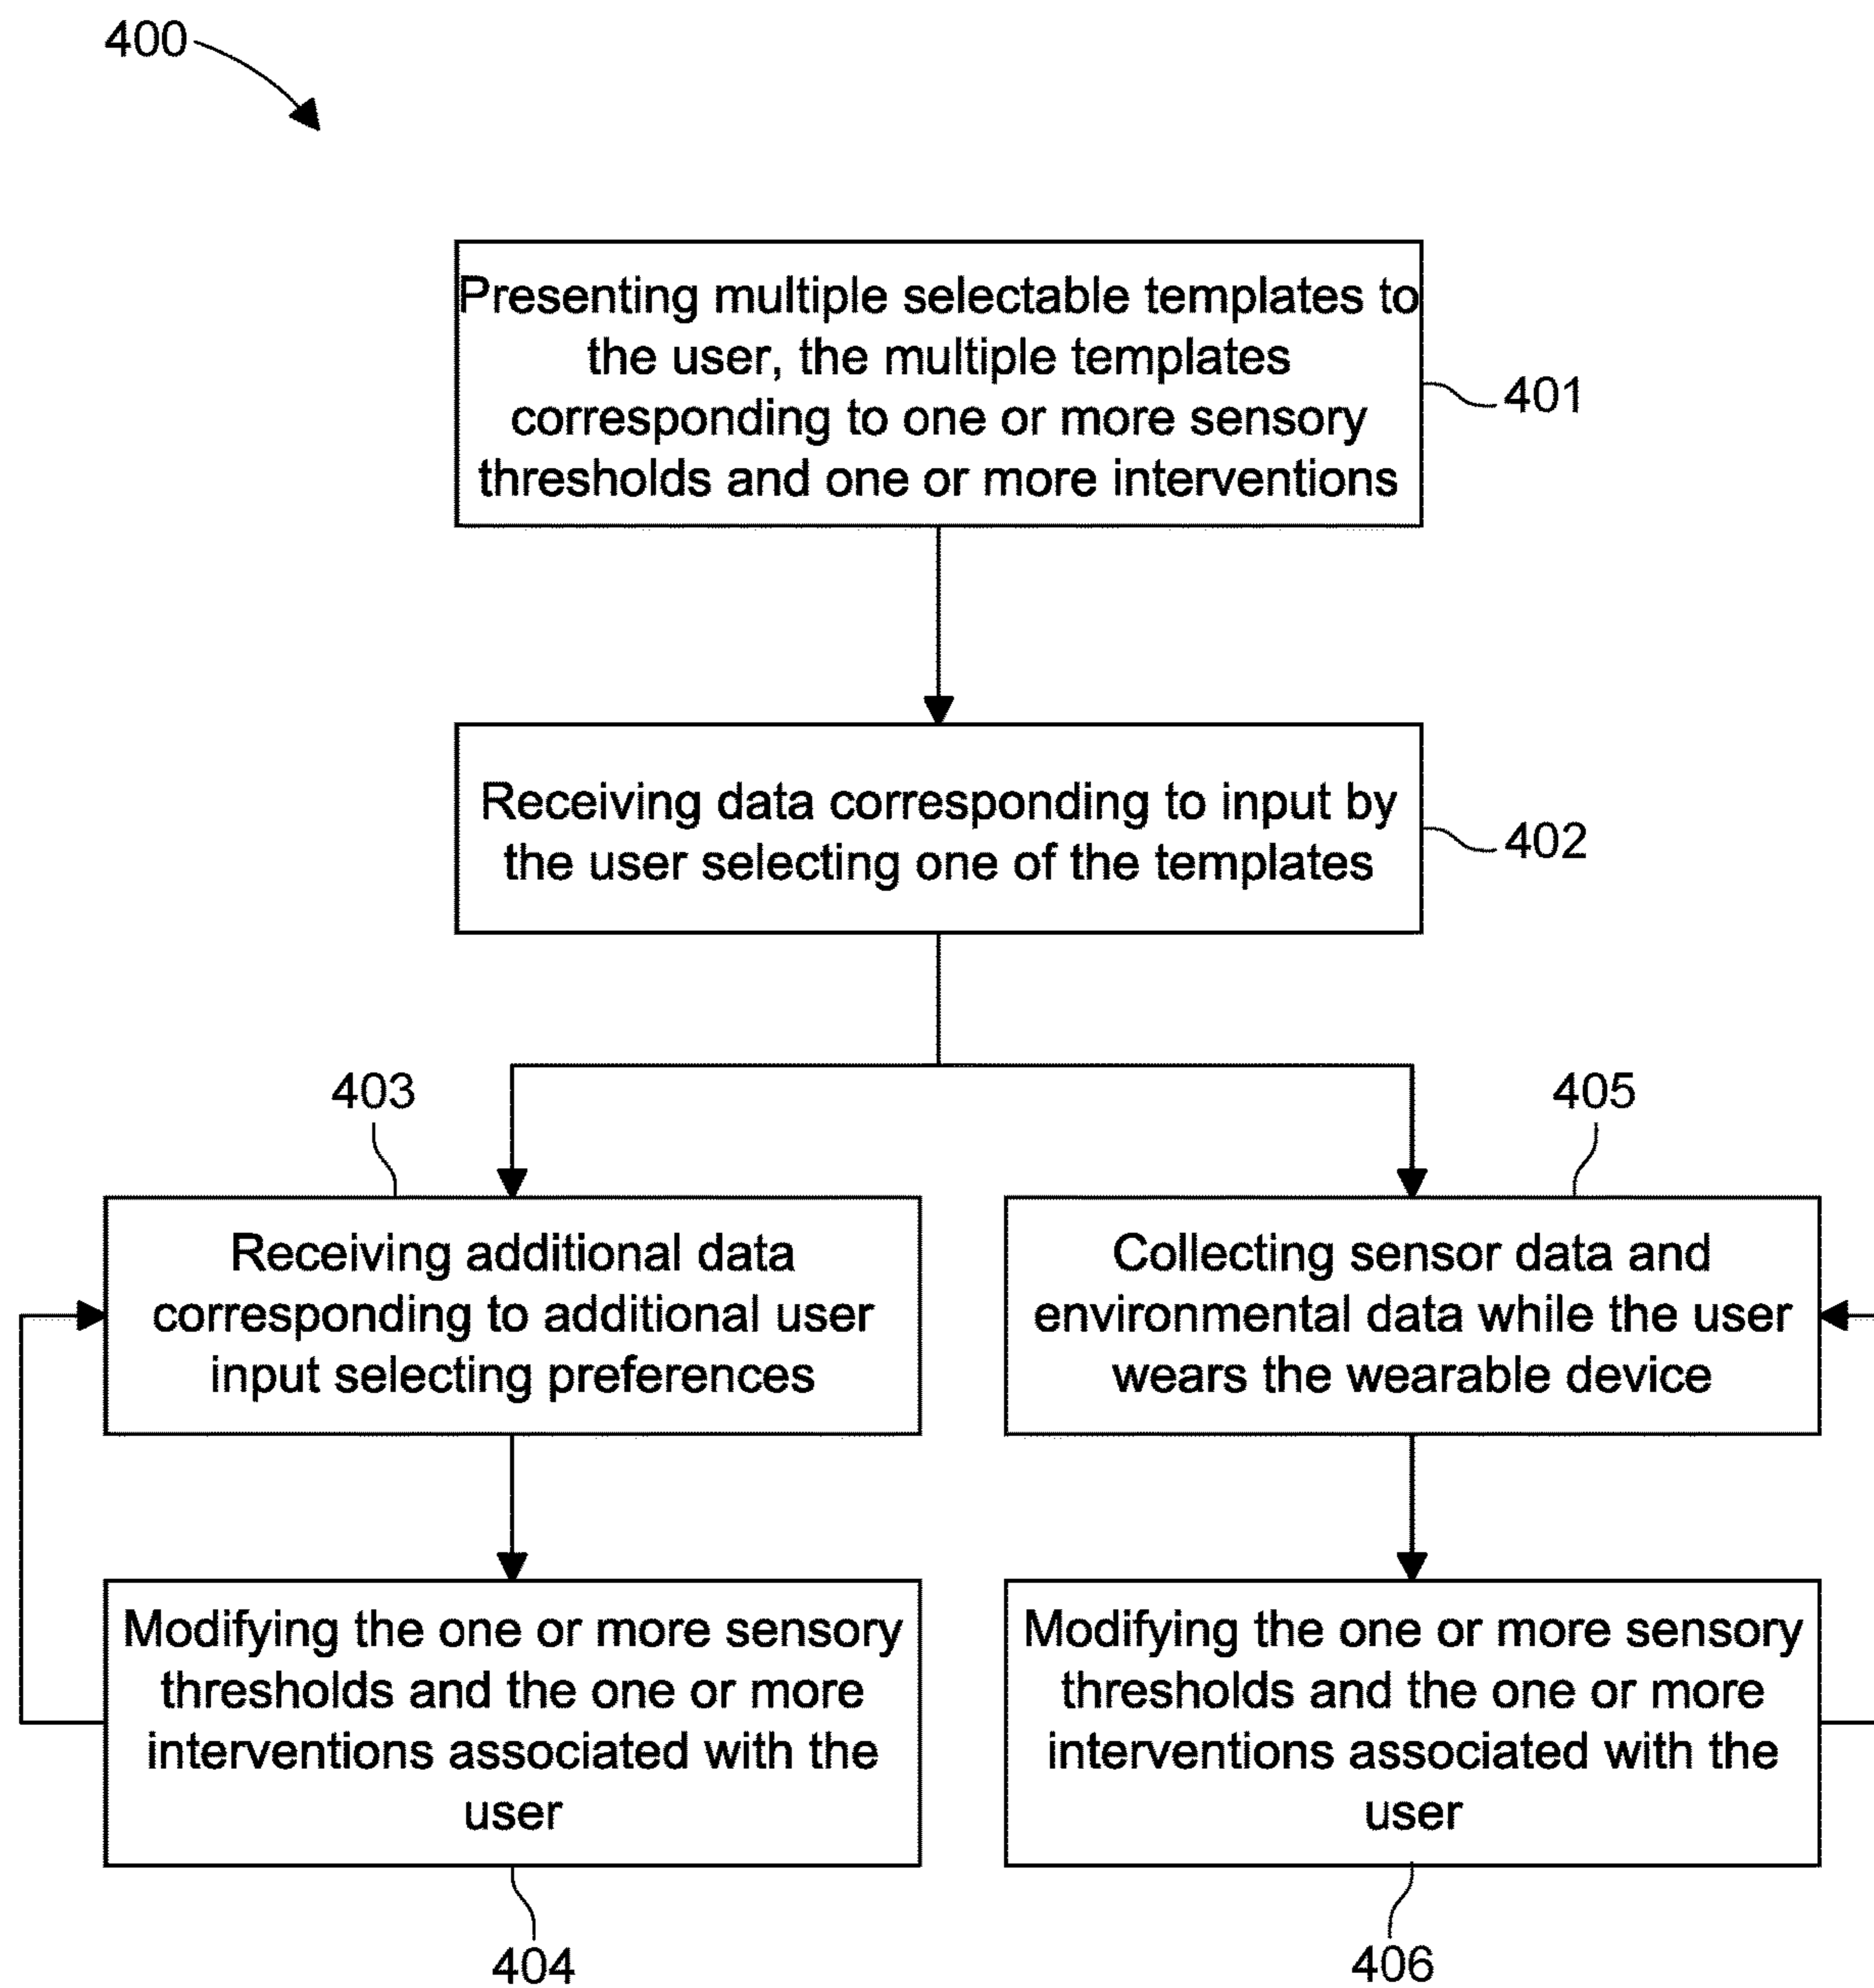 400
Presenting multiple selectable templates to
the user, the multiple templates
corresponding to one or more sensory
thresholds and one or more interventions
401
Receiving data corresponding to input by
the user selecting one of the templates
402
403
Receiving additional data
corresponding to additional user
input selecting preferences
405
Collecting sensor data and
environmental data while the user
wears the wearable device
Modifying the one or more sensory
thresholds and the one or more
interventions associated with the
user
404
Modifying the one or more sensory
thresholds and the one or more
interventions associated with the
user
406